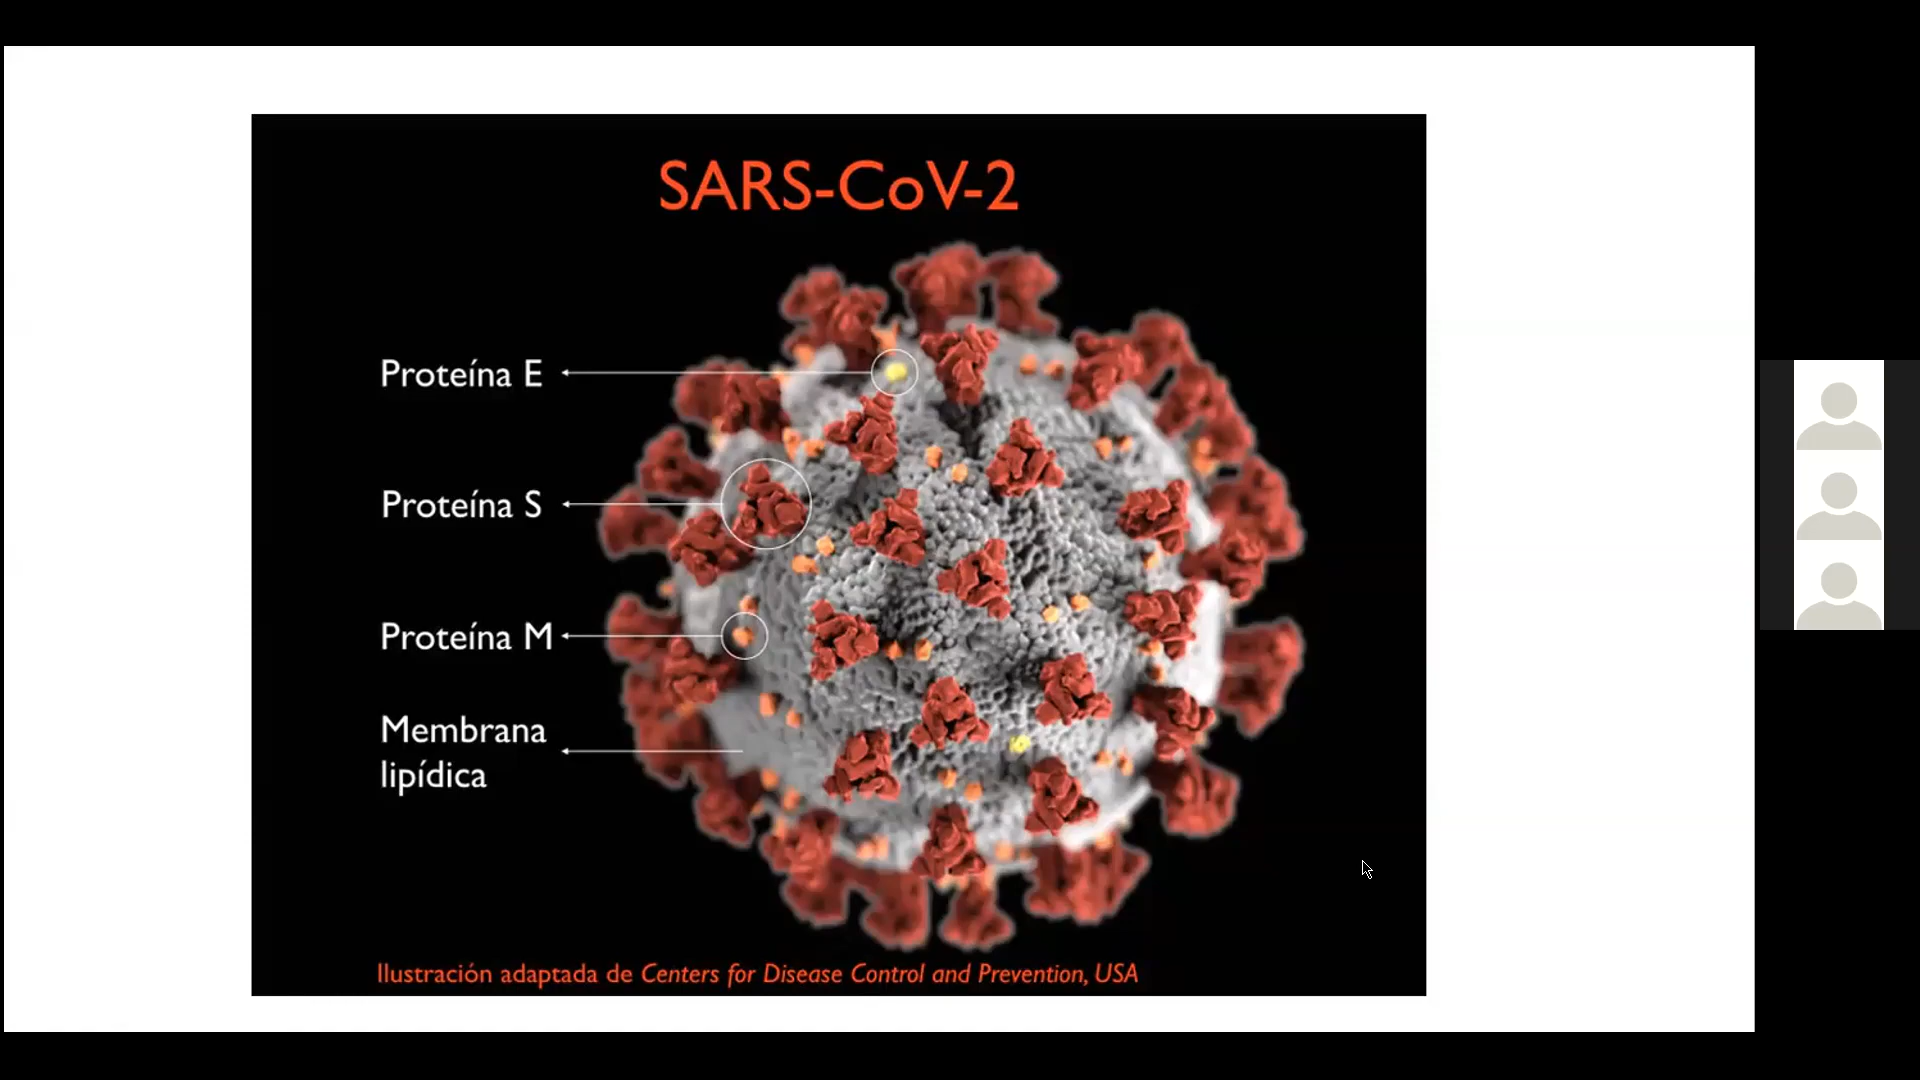 SARS-CoV-2
Proteína E
Proteína S
Proteína M
Membrana
lipídica
Ilustración adaptada de Centers for Disease Control and Prevention, USA